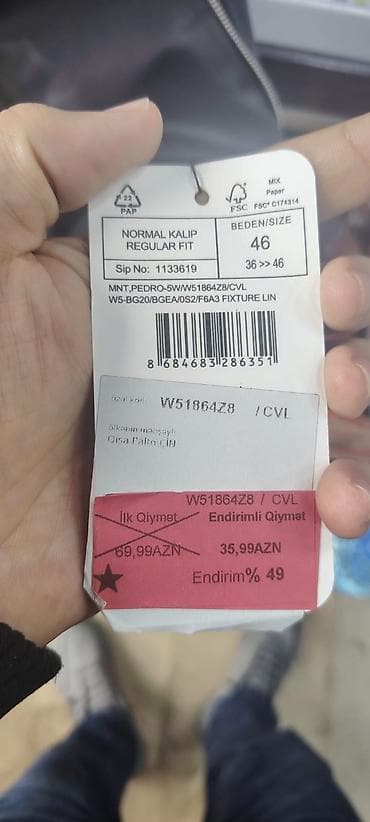 22
PAP
FSC
MIX
Paper
FSC® C174314
NORMAL KALIP
REGULAR FIT
BEDEN/SIZE
46
Sip No: 1133619
36 >> 46
MNT,PEDRO-5W/W51864Z8/CVL
W5-BG20/BGEA/0S2/F6A3 FIXTURE LIN
8 684683 286351
W51864Z8 / CVL
Qısa Palto ÇİN
W51864Z8 / CVL
İlk Qiymət Endirimli Qiymət
69,99AZN 35,99AZN
Endirim% 49